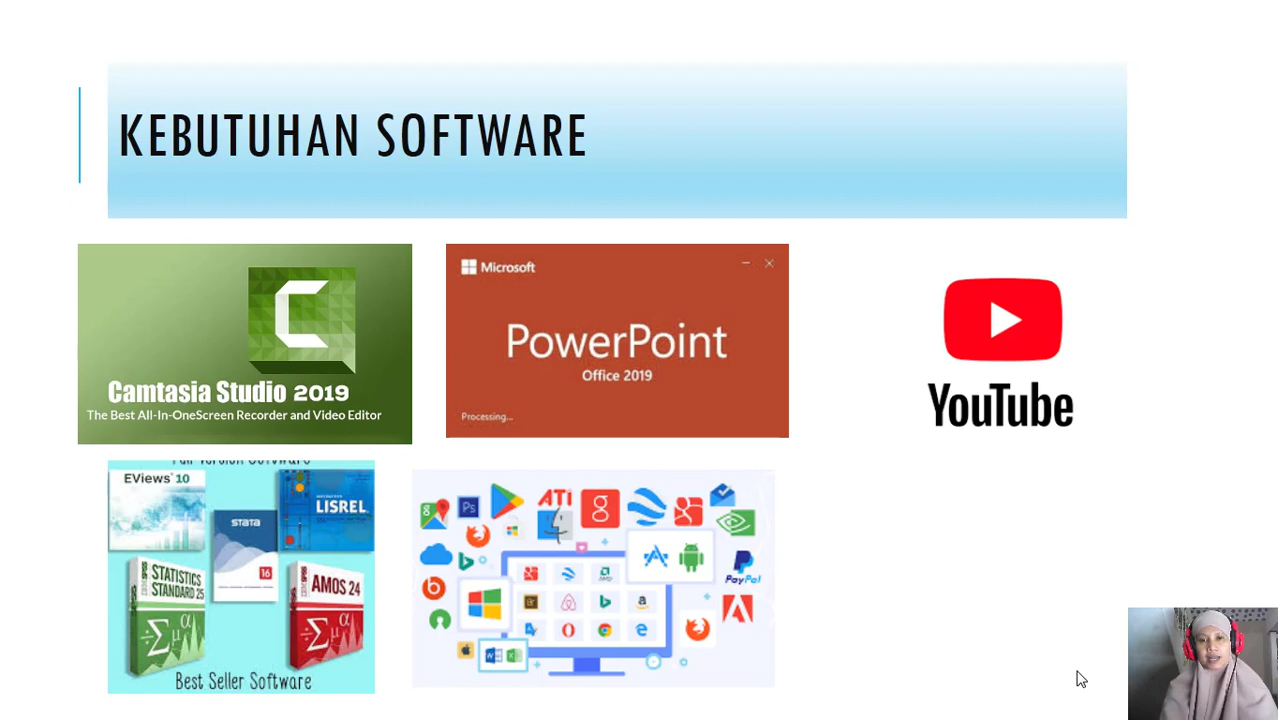 KEBUTUHAN SOFTWARE
Camtasia Studio 2019
The Best All-In-OneScreen Recorder and Video Editor
Microsoft
PowerPoint
Office 2019
Processing...
YouTube
EViews 10
LISREL
STATA
16
STATISTICS
STANDARD 25
AMOS 24
Best Seller Software
Ps
ATi
g
PayPal